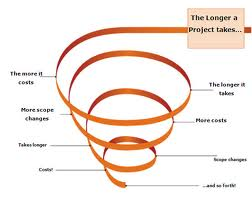 The Longer a
Project takes...
The more it
costs
The longer it
takes
More scope
changes
More costs
Takes longer
Scope changes
Costs!
...and so forth!